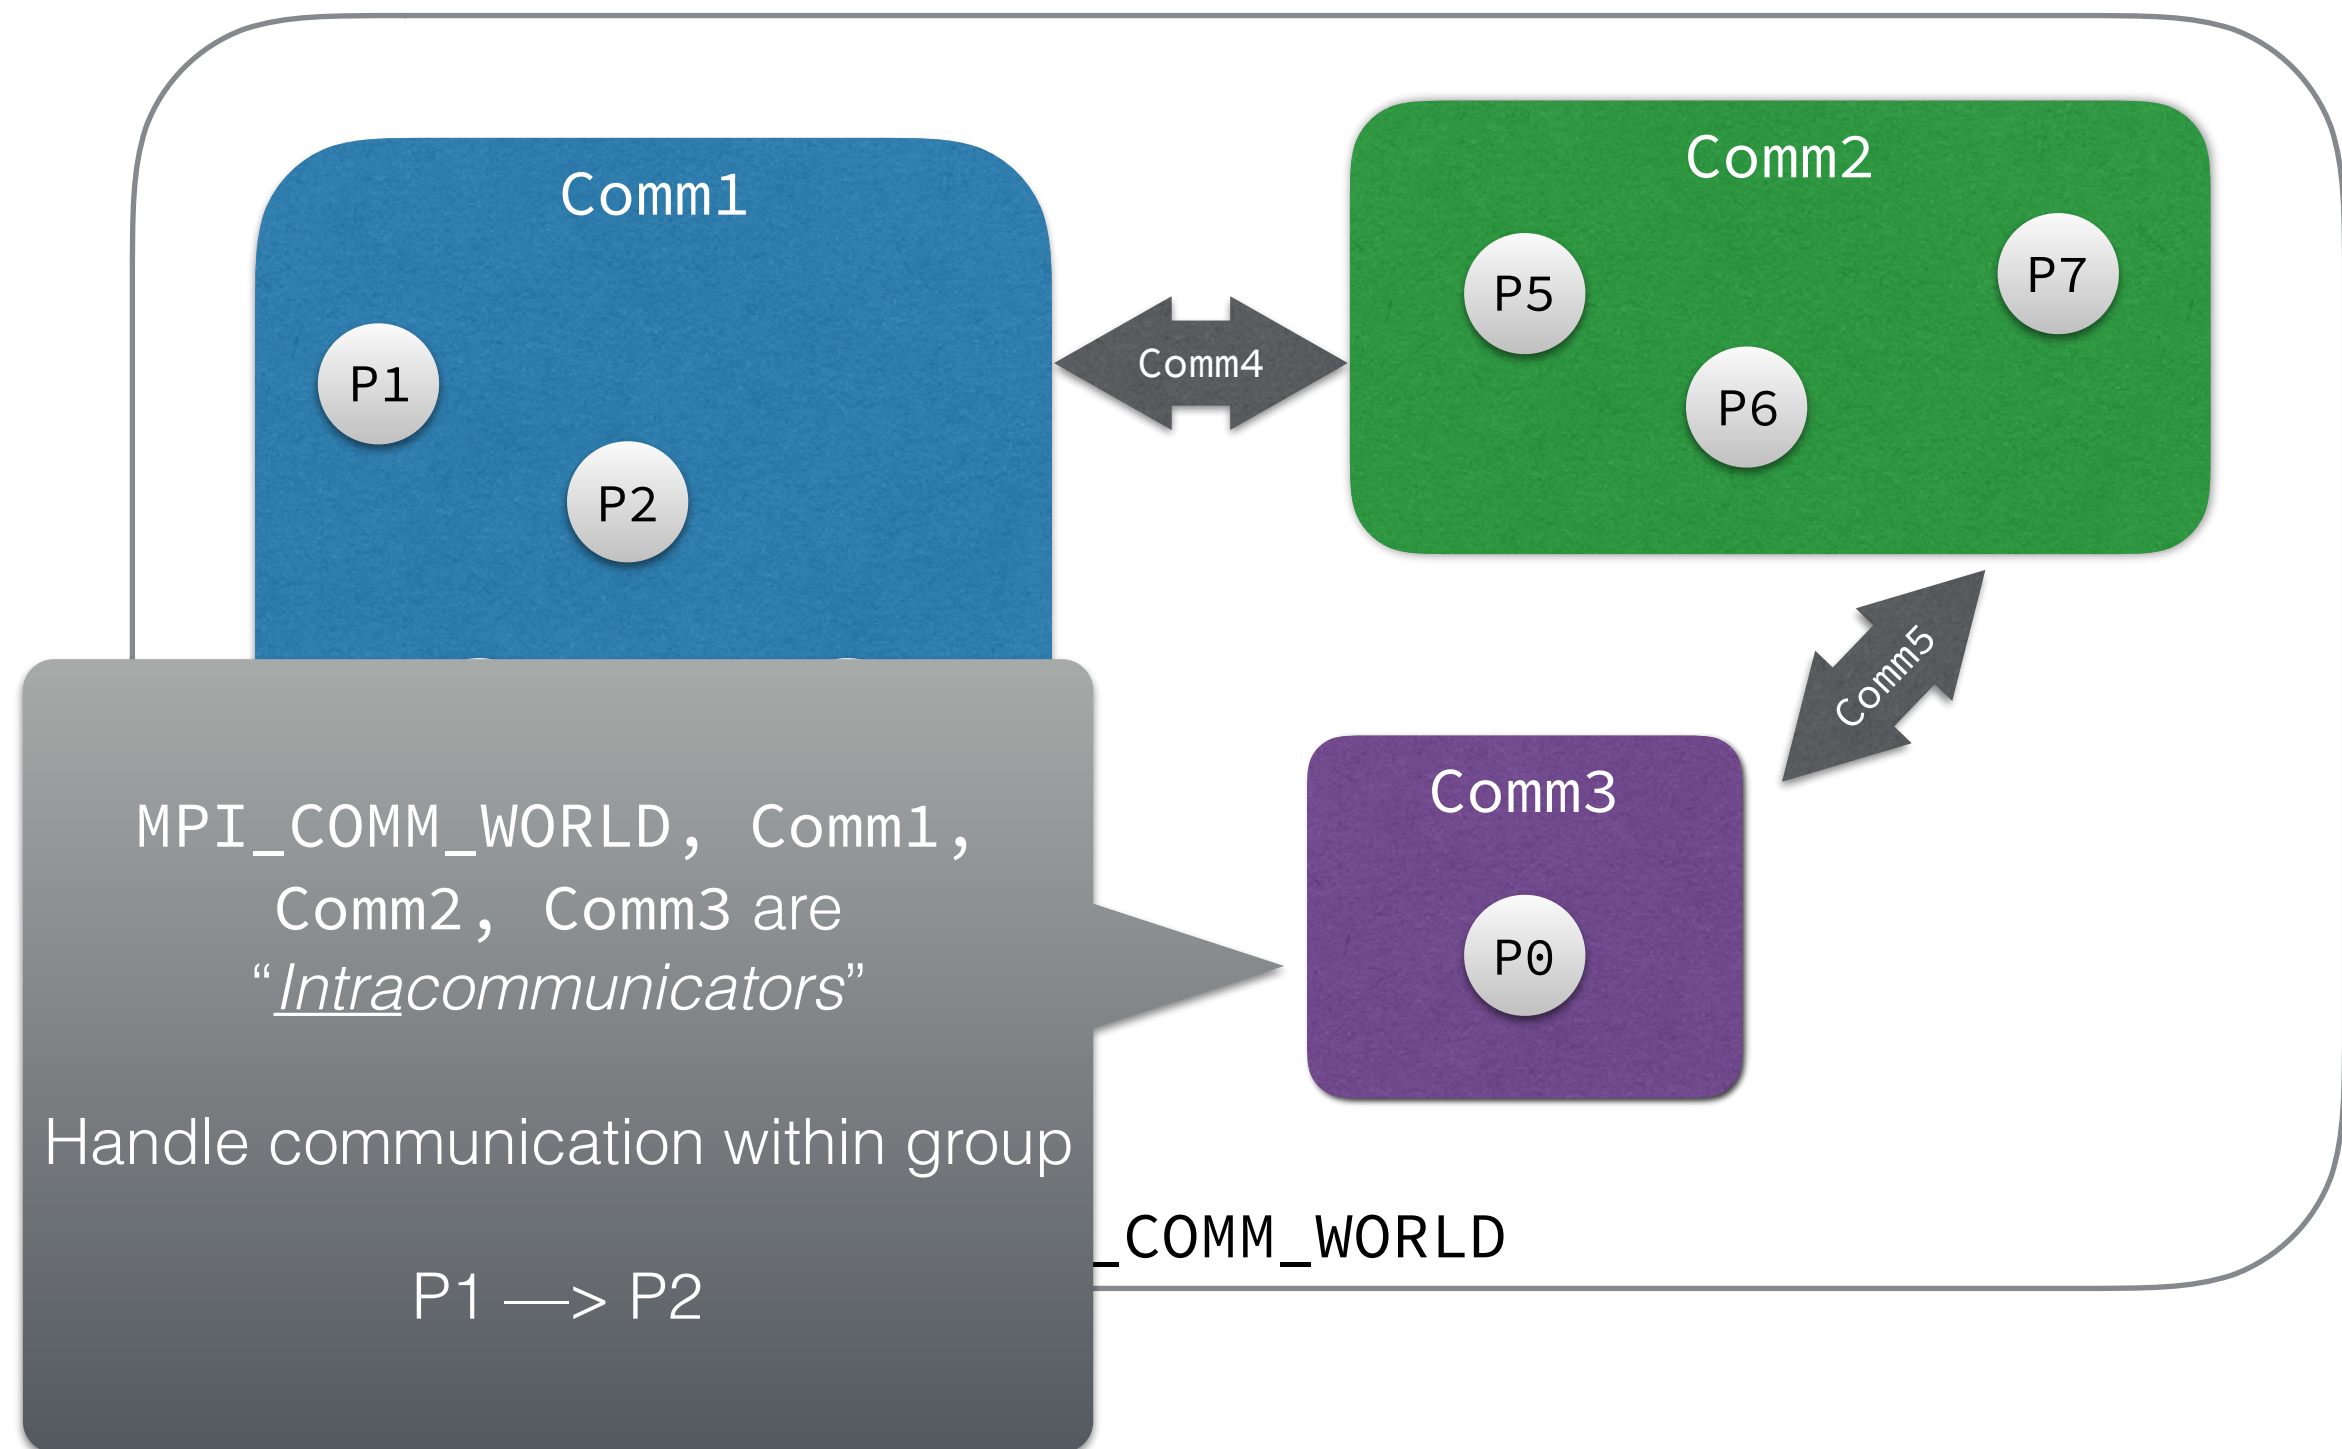 Comm1
Comm2
P5
P7
P1
Comm4
P6
P2
Comm5
Comm3
MPI_COMM_WORLD, Comm1,
Comm2, Comm3 are
“Intracommunicators”
P0
Handle communication within group
_COMM_WORLD
P1 —> P2